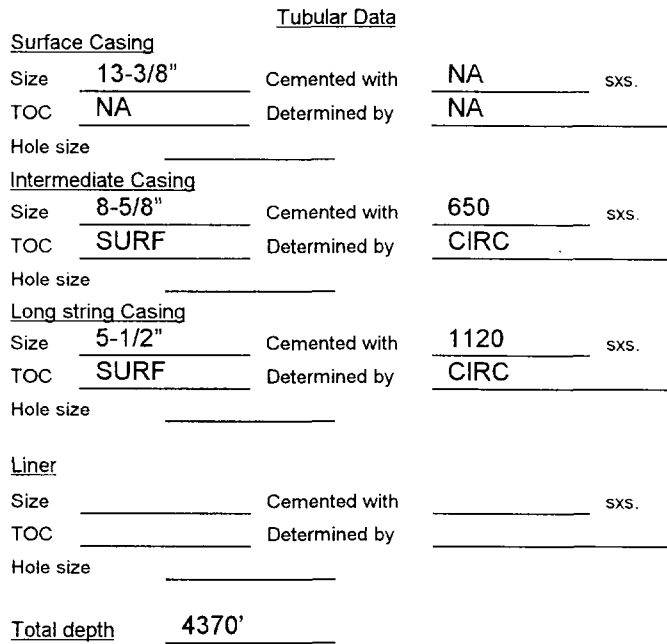 Tubular Data
Surface Casing
Size 13-3/8" Cemented with NA sxs.
TOC NA Determined by NA
Hole size
Intermediate Casing
Size 8-5/8" Cemented with 650 sxs.
TOC SURF Determined by CIRC
Hole size
Long string Casing
Size 5-1/2" Cemented with 1120 sxs.
TOC SURF Determined by CIRC
Hole size
Liner
Size Cemented with sxs.
TOC Determined by
Hole size
Total depth 4370'